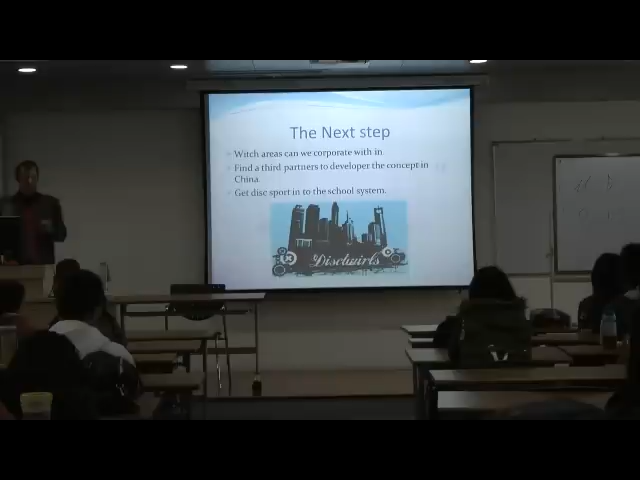 The Next step
Witch areas can we corporate with in.
Find a third partners to developer the concept in
China.
Get disc sport in to the school system.
Discturirls